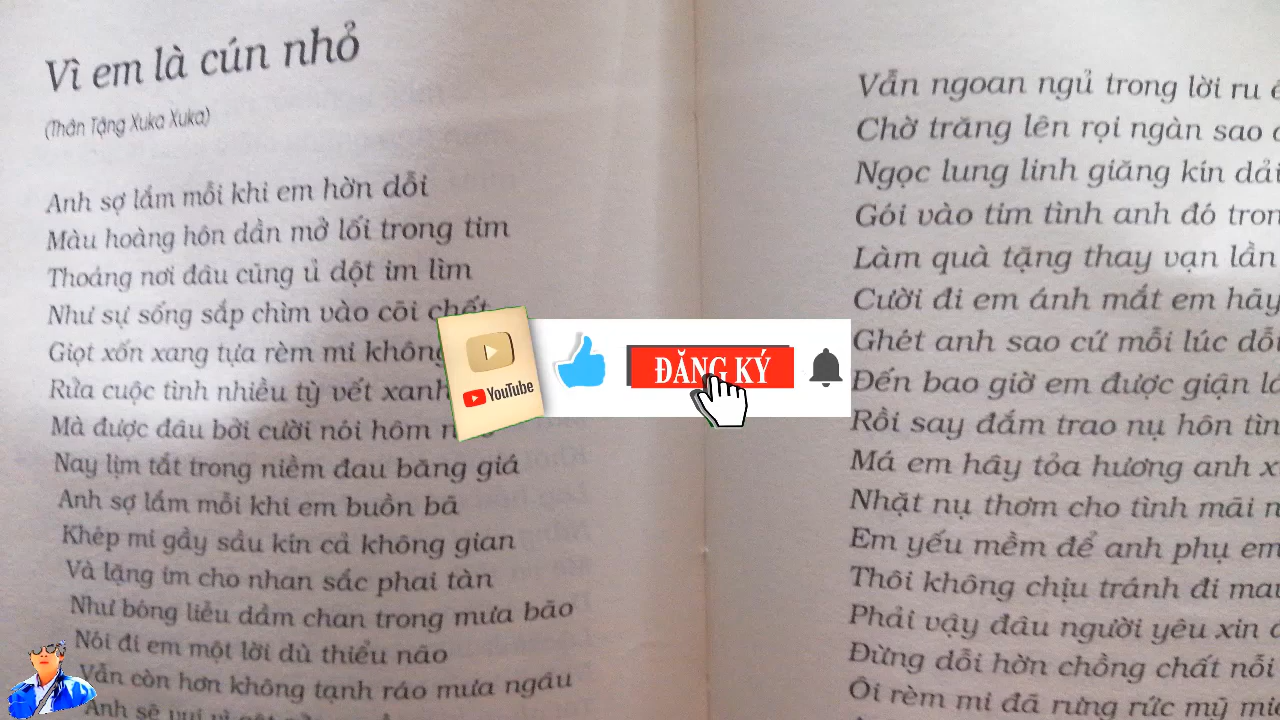 Vì em là cún nhỏ
(Thân Tặng Xuka Xuka)
Anh sợ lắm mỗi khi em hờn dỗi
Màu hoàng hôn dần mở lối trong tim
Thoáng nơi đâu cũng ủ dột im lìm
Như sự sống sắp chìm vào cõi chết
Giọt xốn xang tựa rèm mi không
Rửa cuộc tình nhiều tỳ vết xanh
Mà được đâu bởi cười nói hôm
Nay lịm tắt trong niềm đau băng giá
Anh sợ lắm mỗi khi em buồn bã
Khép mi gầy sầu kín cả không gian
Và lặng im cho nhan sắc phai tàn
Như bóng liễu dầm chan trong mưa bão
Nói đi em một lời dù thiểu não
Vẫn còn hơn không tạnh ráo mưa ngâu
Anh sẽ vui vì
Vẫn ngoan ngủ trong lời ru
Chờ trăng lên rọi ngàn sao
Ngọc lung linh giăng kín dải
Gói vào tim tình anh đó
Làm quà tặng thay vạn lần
Cười đi em ánh mắt em hãy
Ghét anh sao cứ mỗi lúc
Đến bao giờ em được giận
Rồi say đắm trao nụ hôn
Má em hây tỏa hương anh
Nhặt nụ thơm cho tình mãi
Em yếu mềm để anh phụ em
Thôi không chịu tránh đi
Phải vậy đâu người yêu xin
Đừng dỗi hờn chồng chất nỗi
Ôi rèm mi đã rưng rức mỹ
YouTube
ĐĂNG KÝ